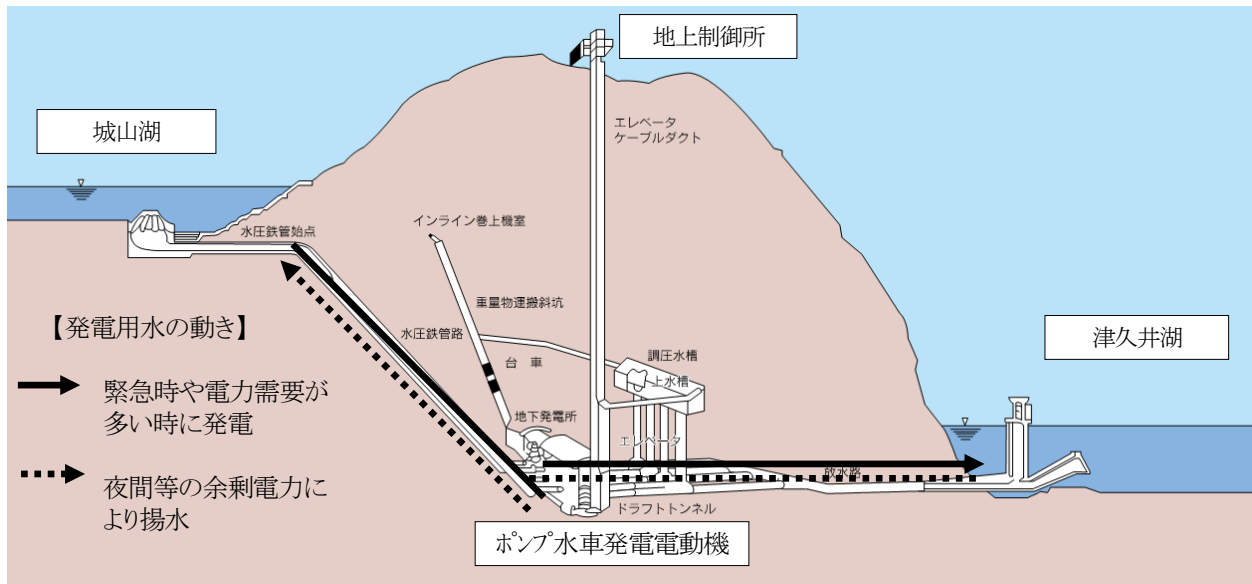 地上制御所
城山湖
エレベータ
ケーブルダクト
インライン巻上機室
水圧鉄管始点
重量物運搬斜坑
【発電用水の動き】
水圧鉄管路
調圧水槽
津久井湖
台 車
上水槽
緊急時や電力需要が
多い時に発電
地下発電所
エレベータ
放水路
夜間等の余剰電力に
より揚水
ドラフトトンネル
ポンプ水車発電電動機